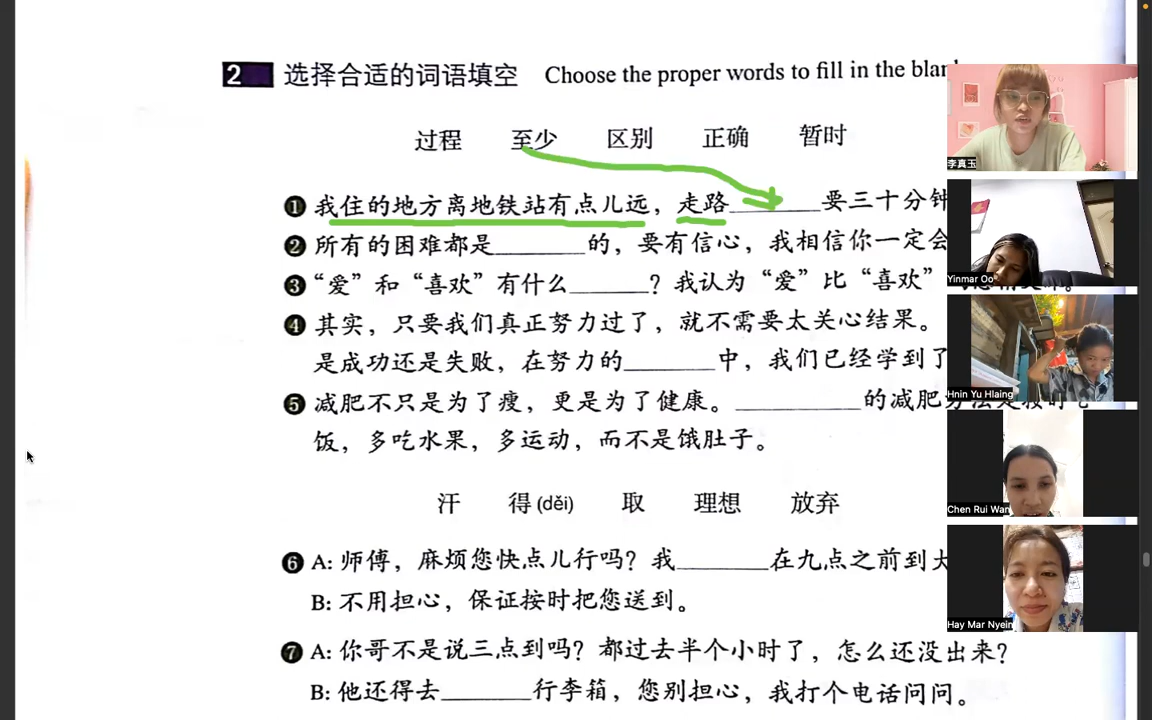 2 选择合适的词语填空 Choose the proper words to fill in the
过程 至少 区别 正确 暂时
❶ 我住的地方离地铁站有点儿远，走路______要三十分钟
❷ 所有的困难都是______的，要有信心，我相信你一定会
❸ “爱”和“喜欢”有什么______？我认为“爱”比“喜欢”
❹ 其实，只要我们真正努力过了，就不需要太关心结果。
是成功还是失败，在努力的______中，我们已经学到了
❺ 减肥不只是为了瘦，更是为了健康。________的减肥
饭，多吃水果，多运动，而不是饿肚子。
汗 得(děi) 取 理想 放弃
❻ A: 师傅，麻烦您快点儿行吗？我______在九点之前到大
B: 不用担心，保证按时把您送到。
❼ A: 你哥不是说三点到吗？都过去半个小时了，怎么还没出来？
B: 他还得去______行李箱，您别担心，我打个电话问问。
李真玉
Yinmar Oo
Hnin Yu Hlaing
Chen Rui Wan
Hay Mar Nyein